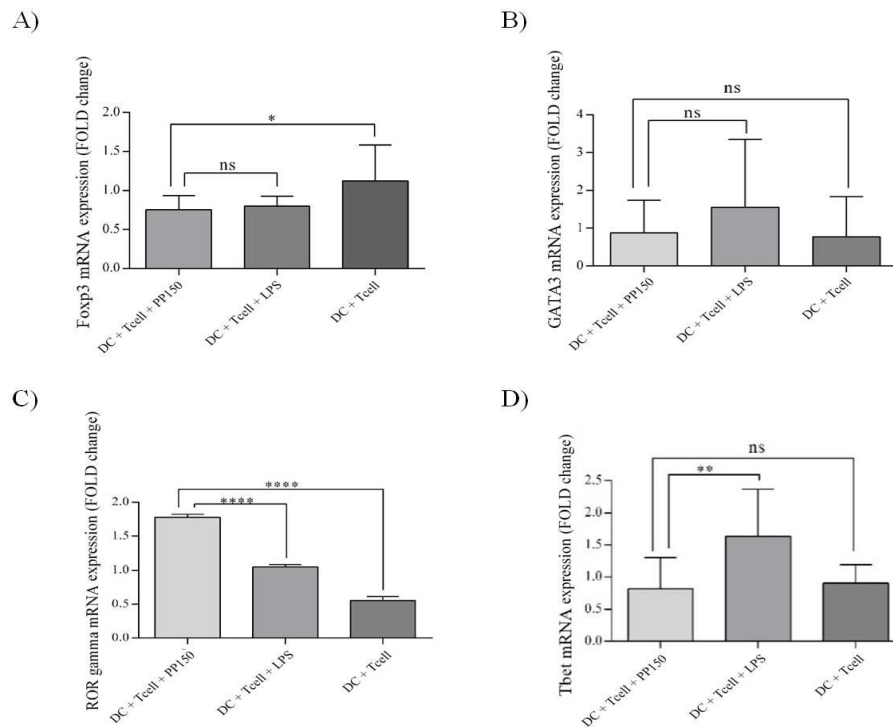 A)
Foxp3 mRNA expression (FOLD change)
2.0
1.5
1.0
0.5
0.0
*
ns
DC + Tcell + PP150
DC + Tcell + LPS
DC + Tcell
B)
GATA3 mRNA expression (FOLD change)
4
3
2
1
0
ns
ns
DC + Tcell + PP150
DC + Tcell + LPS
DC + Tcell
C)
ROR gamma mRNA expression (FOLD change)
2.0
1.5
1.0
0.5
0.0
****
****
DC + Tcell + PP150
DC + Tcell + LPS
DC + Tcell
D)
Tbet mRNA expression (FOLD change)
2.5
2.0
1.5
1.0
0.5
0.0
ns
**
DC + Tcell + PP150
DC + Tcell + LPS
DC + Tcell